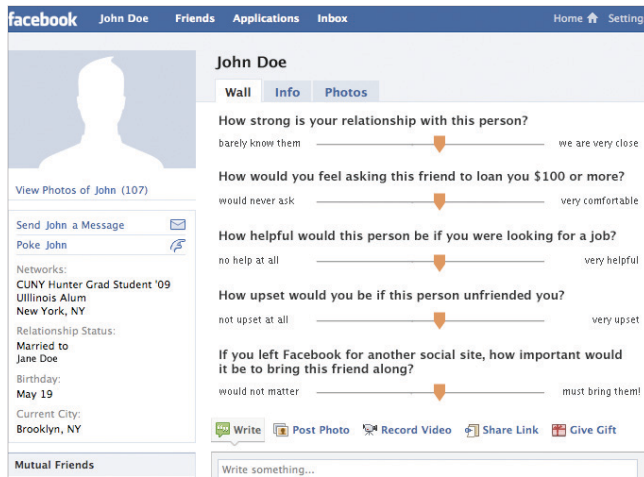 facebook John Doe Friends Applications Inbox Home Setting
John Doe
Wall Info Photos
How strong is your relationship with this person?
barely know them we are very close
How would you feel asking this friend to loan you $100 or more?
would never ask very comfortable
How helpful would this person be if you were looking for a job?
no help at all very helpful
How upset would you be if this person unfriended you?
not upset at all very upset
If you left Facebook for another social site, how important would
it be to bring this friend along?
would not matter must bring them!
Write Post Photo Record Video Share Link Give Gift
Write something...
View Photos of John (107)
Send John a Message
Poke John
Networks:
CUNY Hunter Grad Student '09
UIllinois Alum
New York, NY
Relationship Status:
Married to
Jane Doe
Birthday:
May 19
Current City:
Brooklyn, NY
Mutual Friends